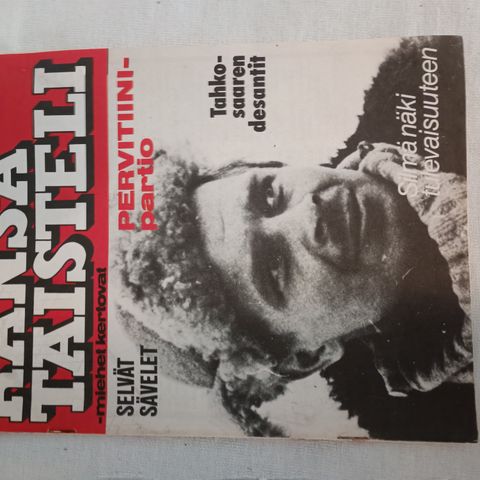 KANSA
TAISTELI
-miehet kertovat
PERVITIINI-
partio
SELVÄT
SÄVELET
Tahko-
saaren
desantit
Silmä näki
tulevaisuuteen